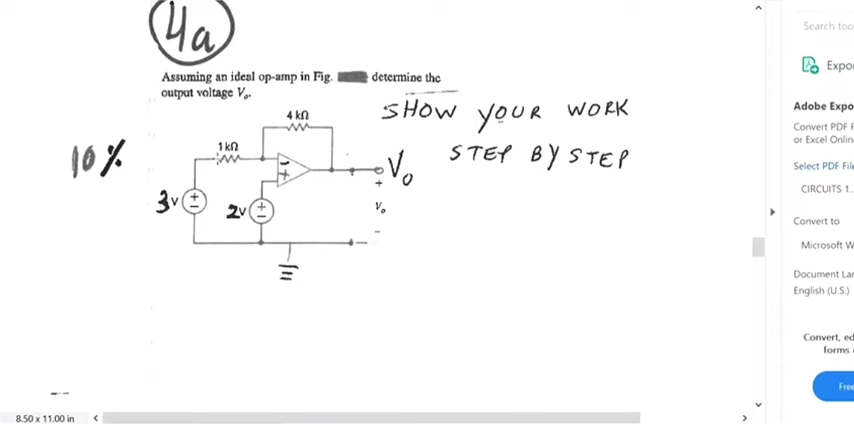 4a
Assuming an ideal op-amp in Fig. determine the
output voltage Vo.
SHOW YOUR WORK
STEP BY STEP
10%
4 kΩ
1 kΩ
Vo
+
Vo
-
3v
2v
Search too
Adobe Expo
Convert PDF F
or Excel Onlin
Select PDF File
CIRCUITS 1..
Convert to
Microsoft W
Document Lan
English (U.S.)
Convert, ed
forms
Free
8.50 x 11.00 in